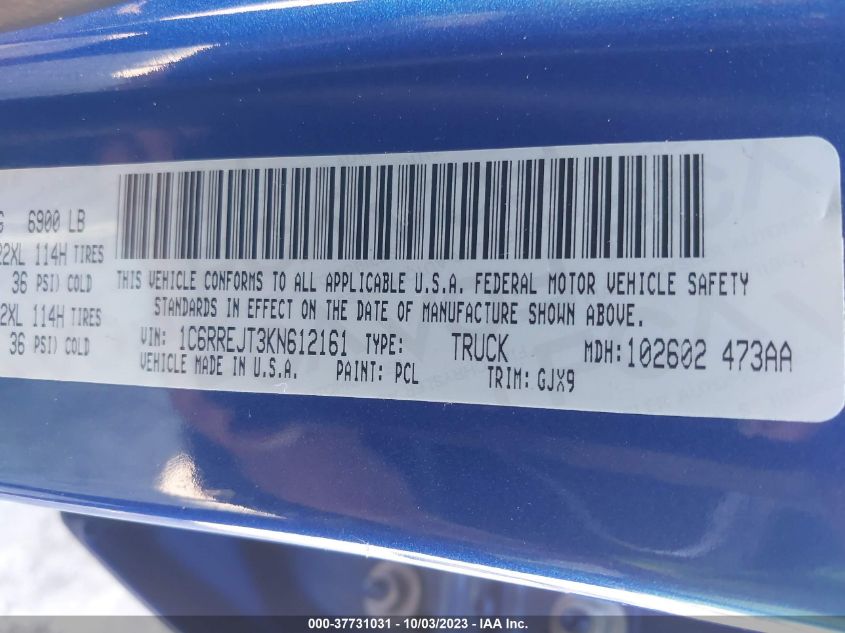 G 6900 LB
22XL 114H TIRES
36 PSI) COLD
2XL 114H TIRES
36 PSI) COLD
THIS VEHICLE CONFORMS TO ALL APPLICABLE U.S.A. FEDERAL MOTOR VEHICLE SAFETY
STANDARDS IN EFFECT ON THE DATE OF MANUFACTURE SHOWN ABOVE.
VIN: 1C6RREJT3KN612161 TYPE: TRUCK MDH:102602 473AA
VEHICLE MADE IN U.S.A. PAINT: PCL TRIM: GJX9
000-37731031 - 10/03/2023 - IAA Inc.